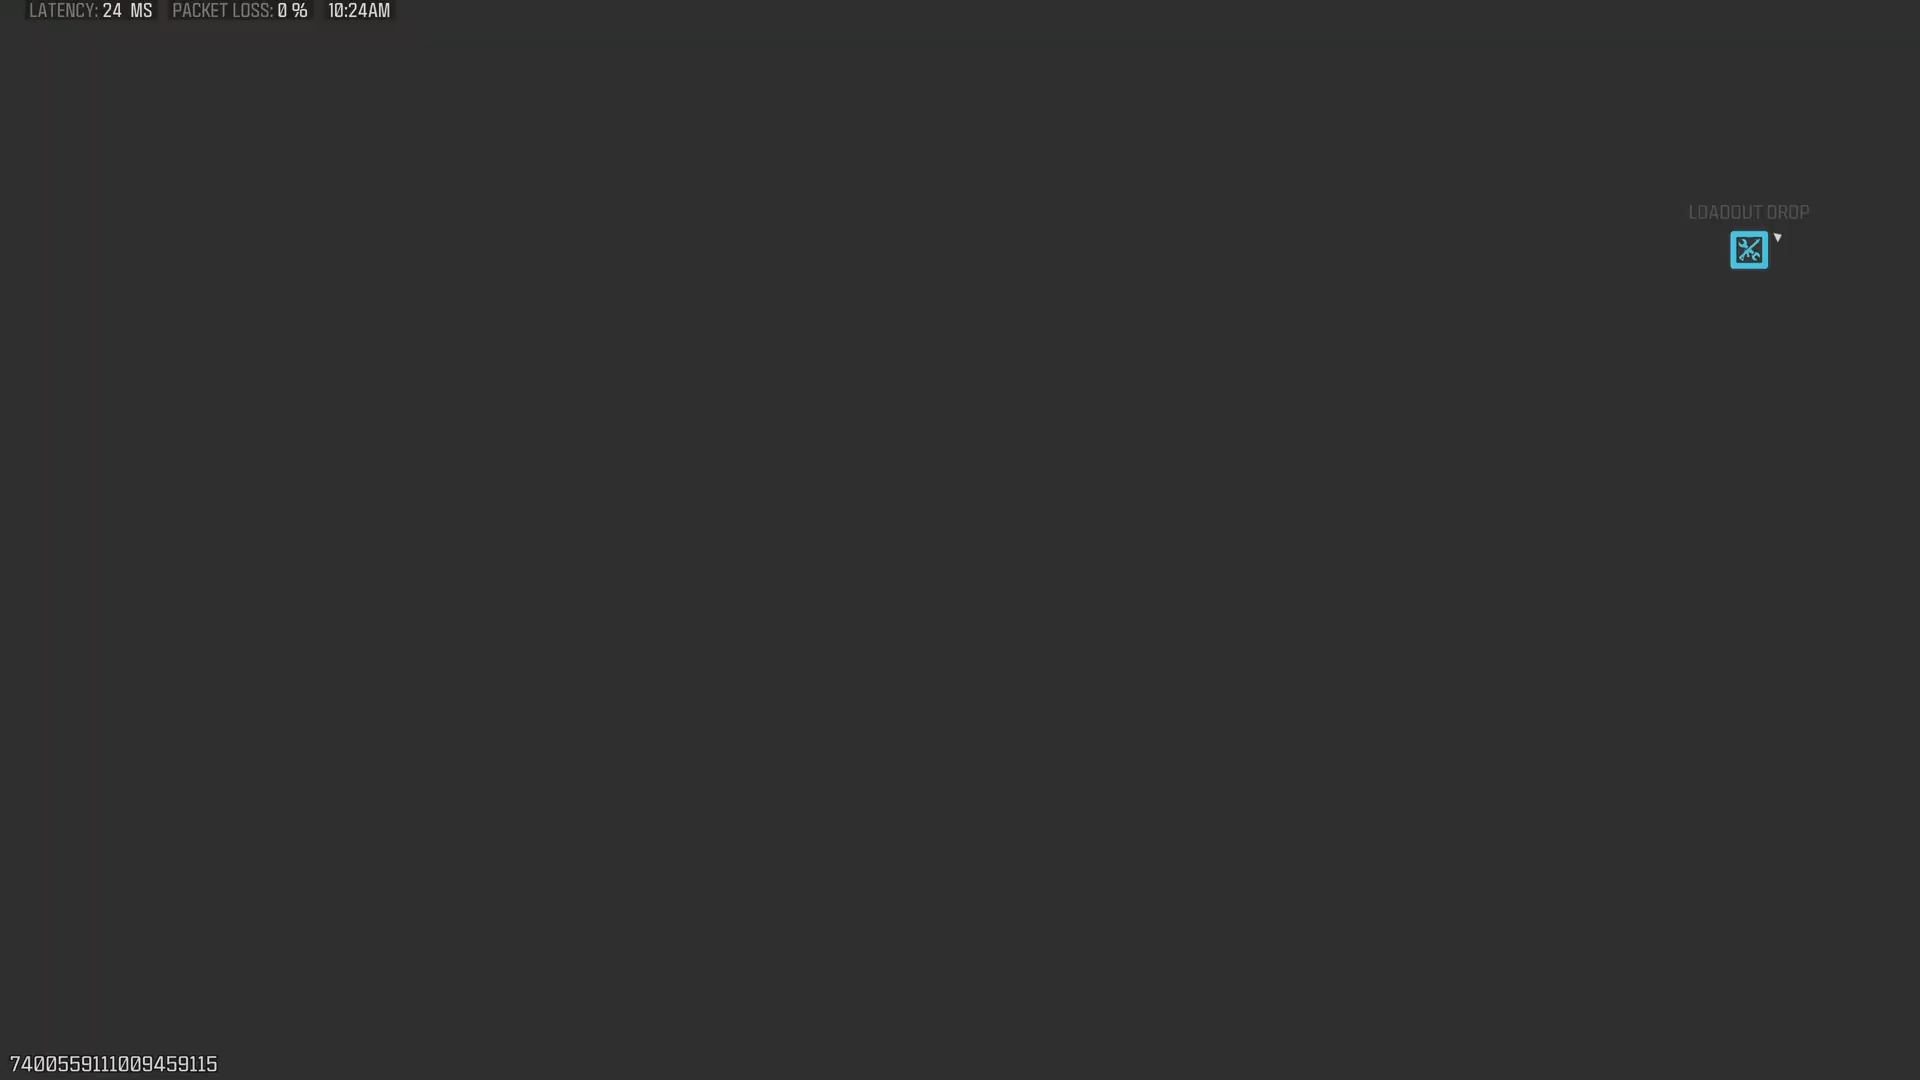 LATENCY: 24 MS PACKET LOSS: 0 % 10:24AM
LOADOUT DROP
7400559111009459115